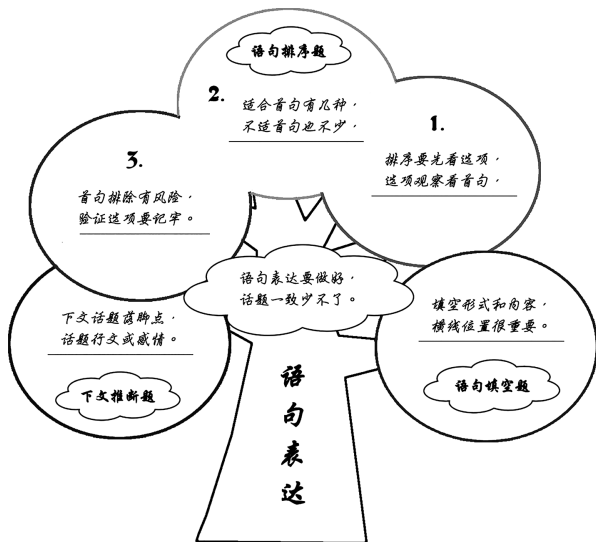 语句排序题
2.
适合首句有几种，
不适首句也不少，
1.
排序要先看选项，
选项观察看首句，
3.
首句排除有风险，
验证选项要记牢。
语句表达要做好，
话题一致少不了。
下文话题落脚点，
话题行文或感情。
下文推断题
填空形式和内容，
横线位置很重要。
语句填空题
语
句
表
达